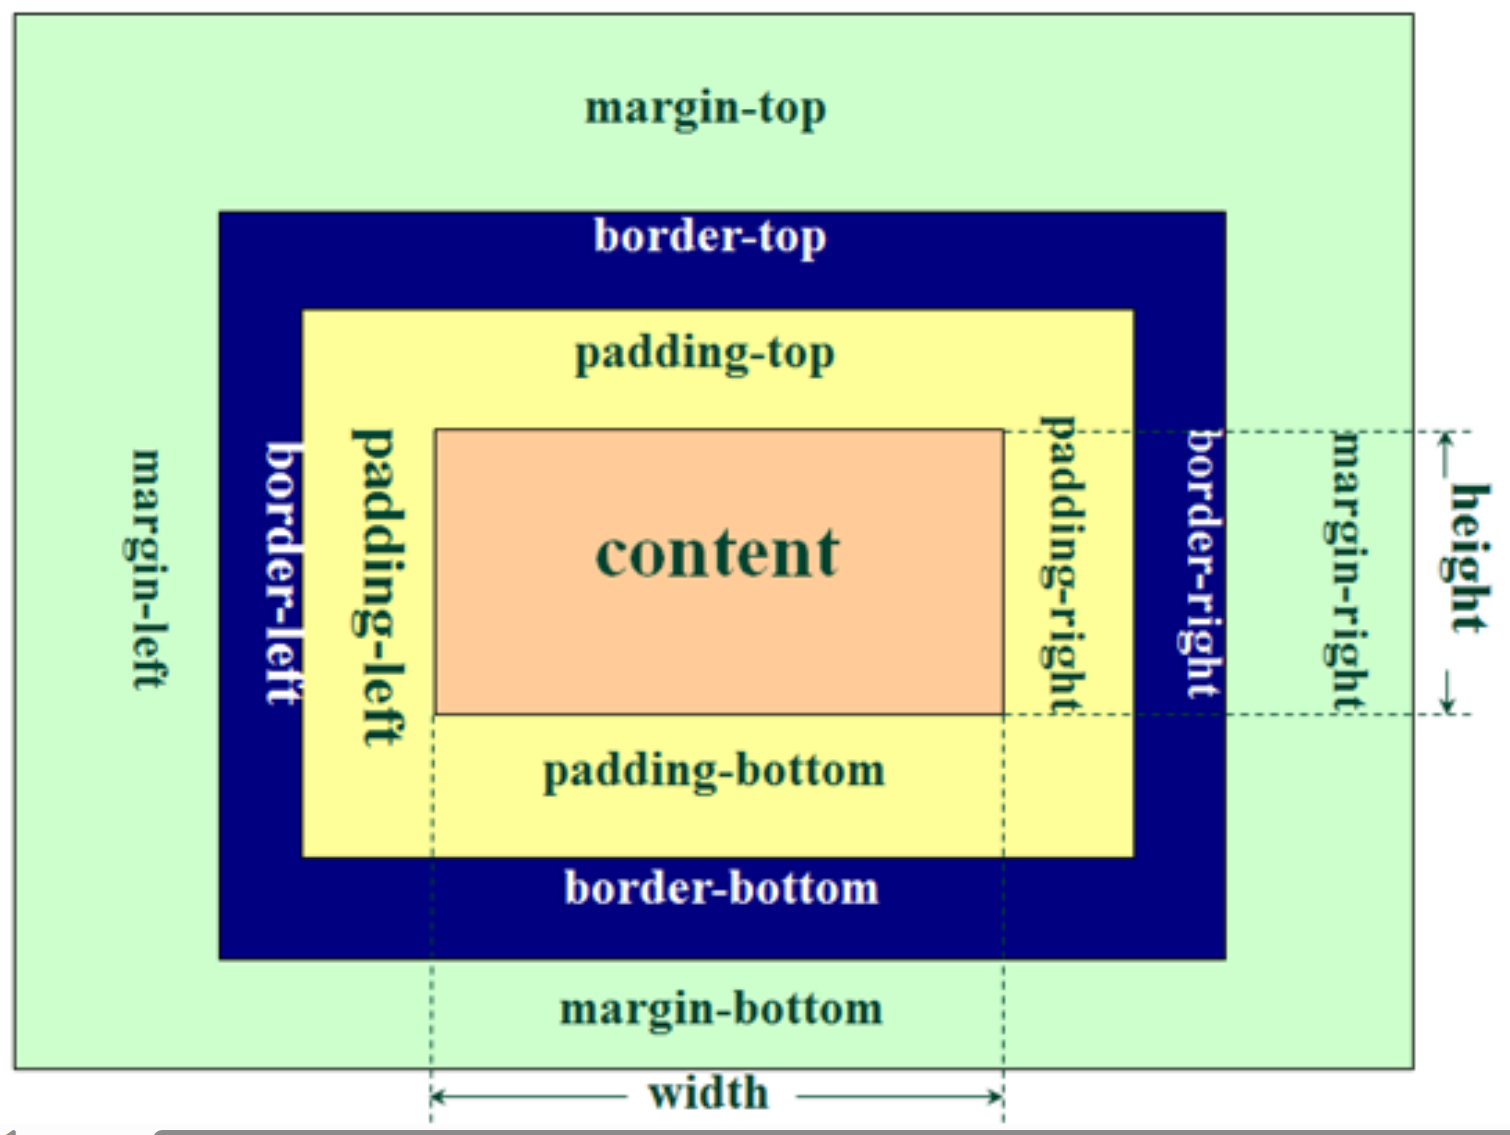 margin-top
border-top
padding-top
margin-left
border-left
padding-left
content
padding-right
border-right
margin-right
height
padding-bottom
border-bottom
margin-bottom
width